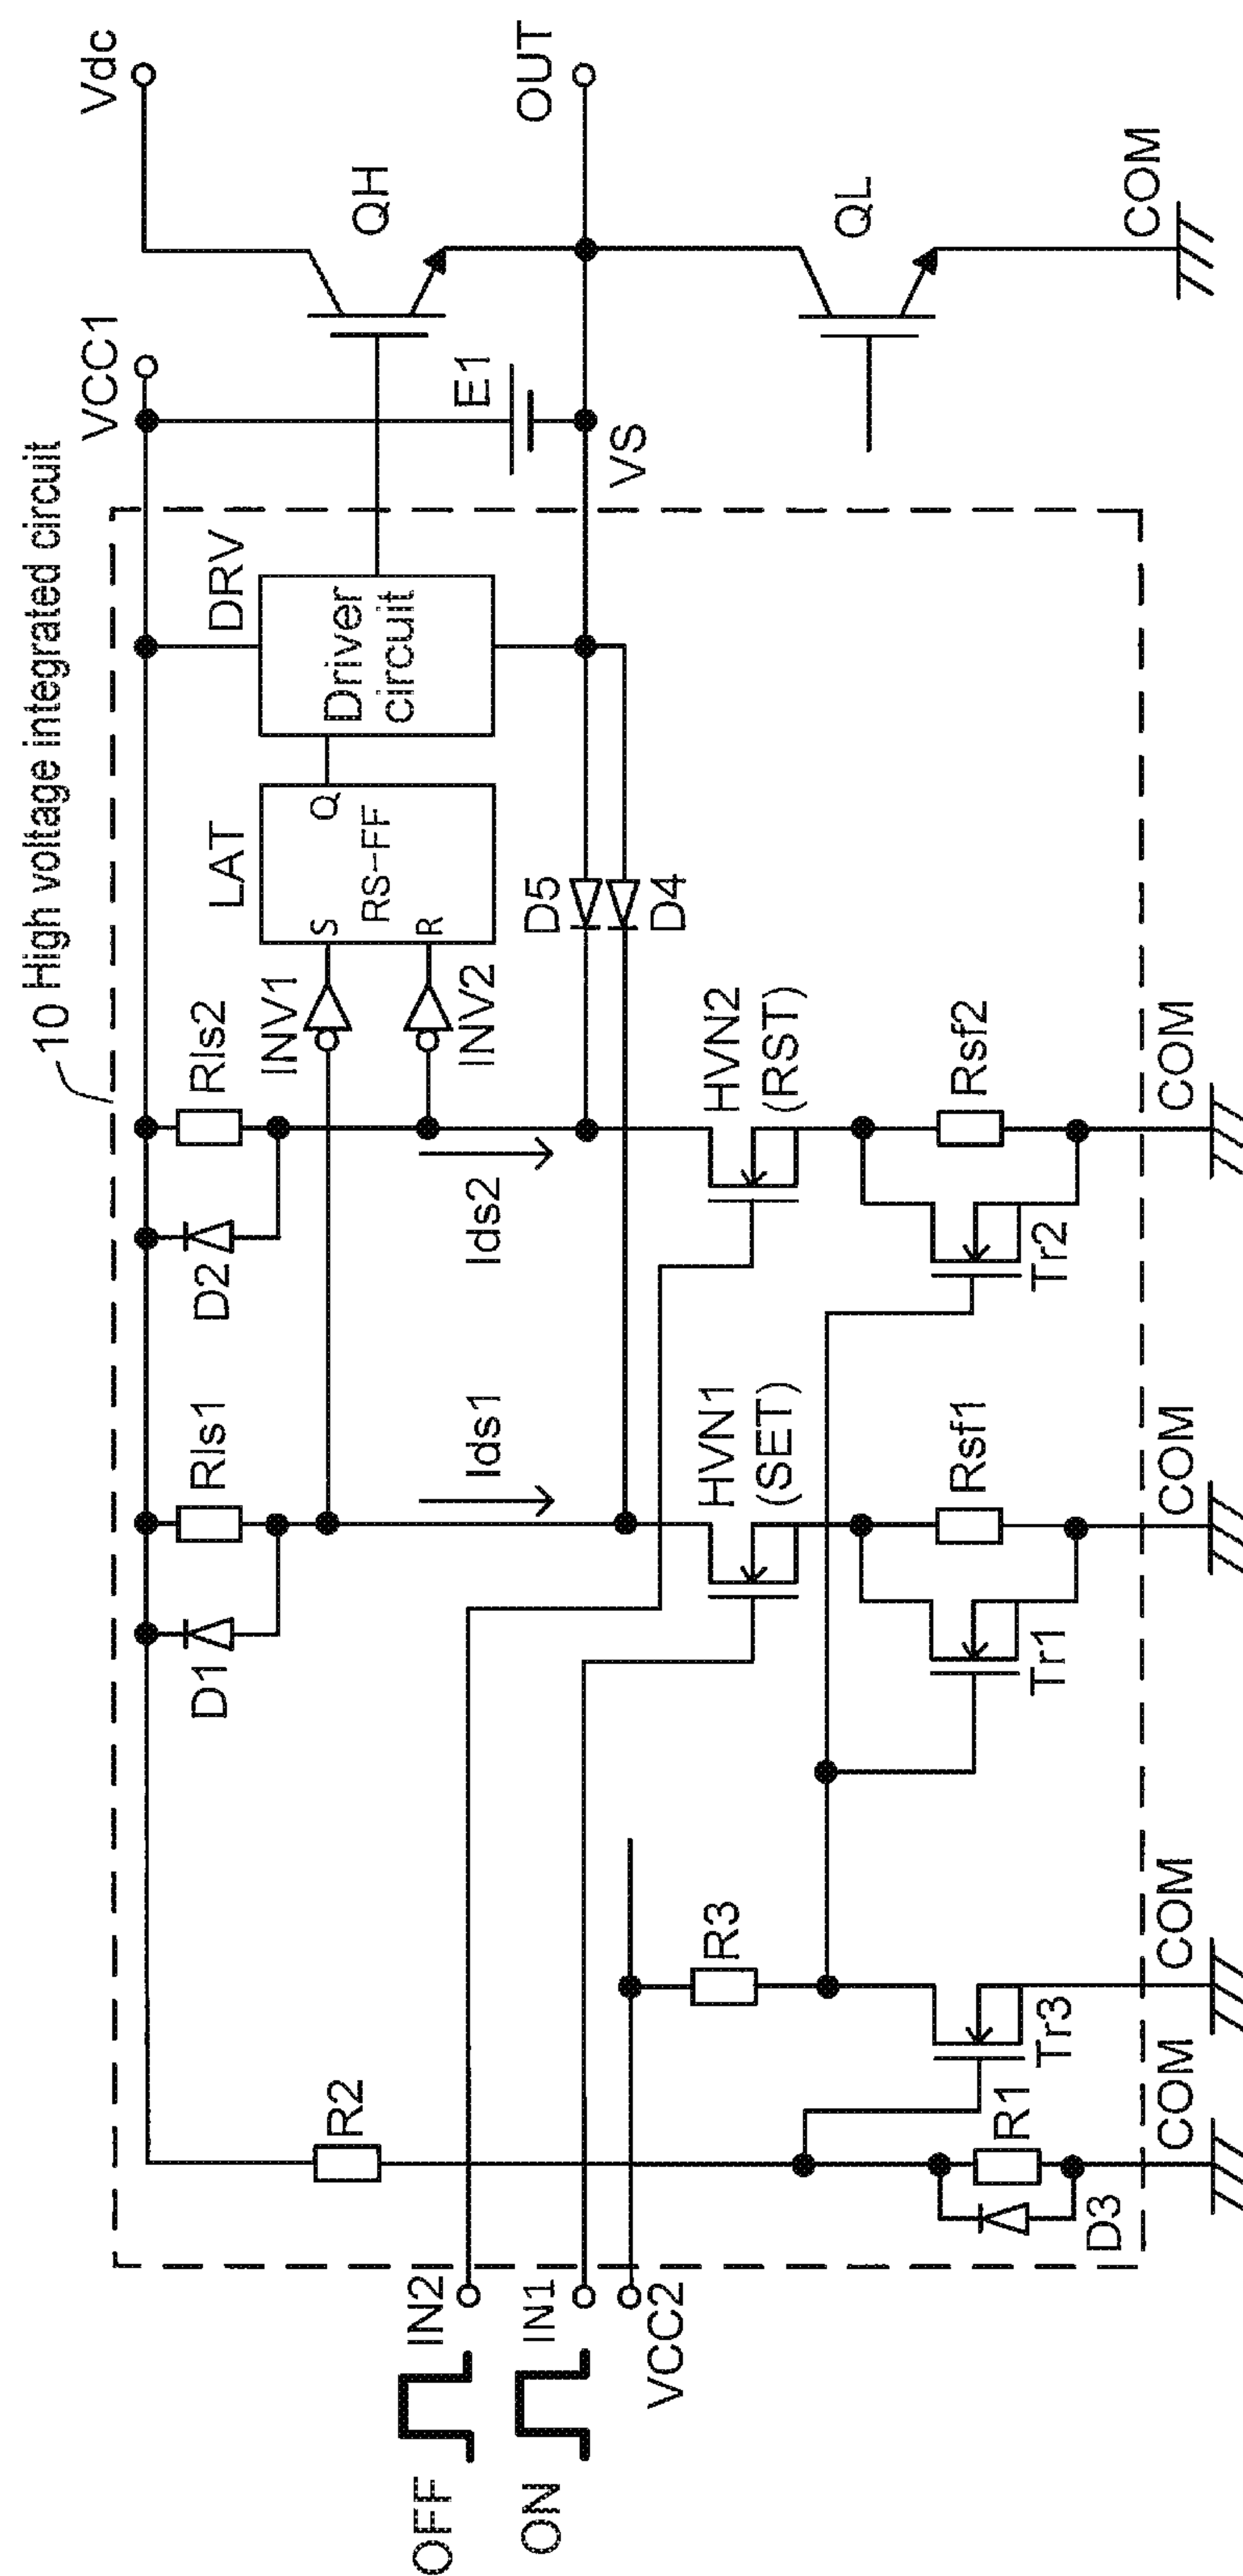 10 High voltage integrated circuit
VCC1
Vdc
D1
Rls1
D2
Rls2
R2
LAT
DRV
INV1
INV2
S
R
Q
RS-FF
Driver
circuit
QH
E1
VS
OUT
OFF
IN2
ON
IN1
VCC2
Ids1
Ids2
D5
D4
R3
HVN1
(SET)
HVN2
(RST)
QL
D3
R1
Tr3
Tr1
Rsf1
Tr2
Rsf2
COM
COM
COM
COM
COM